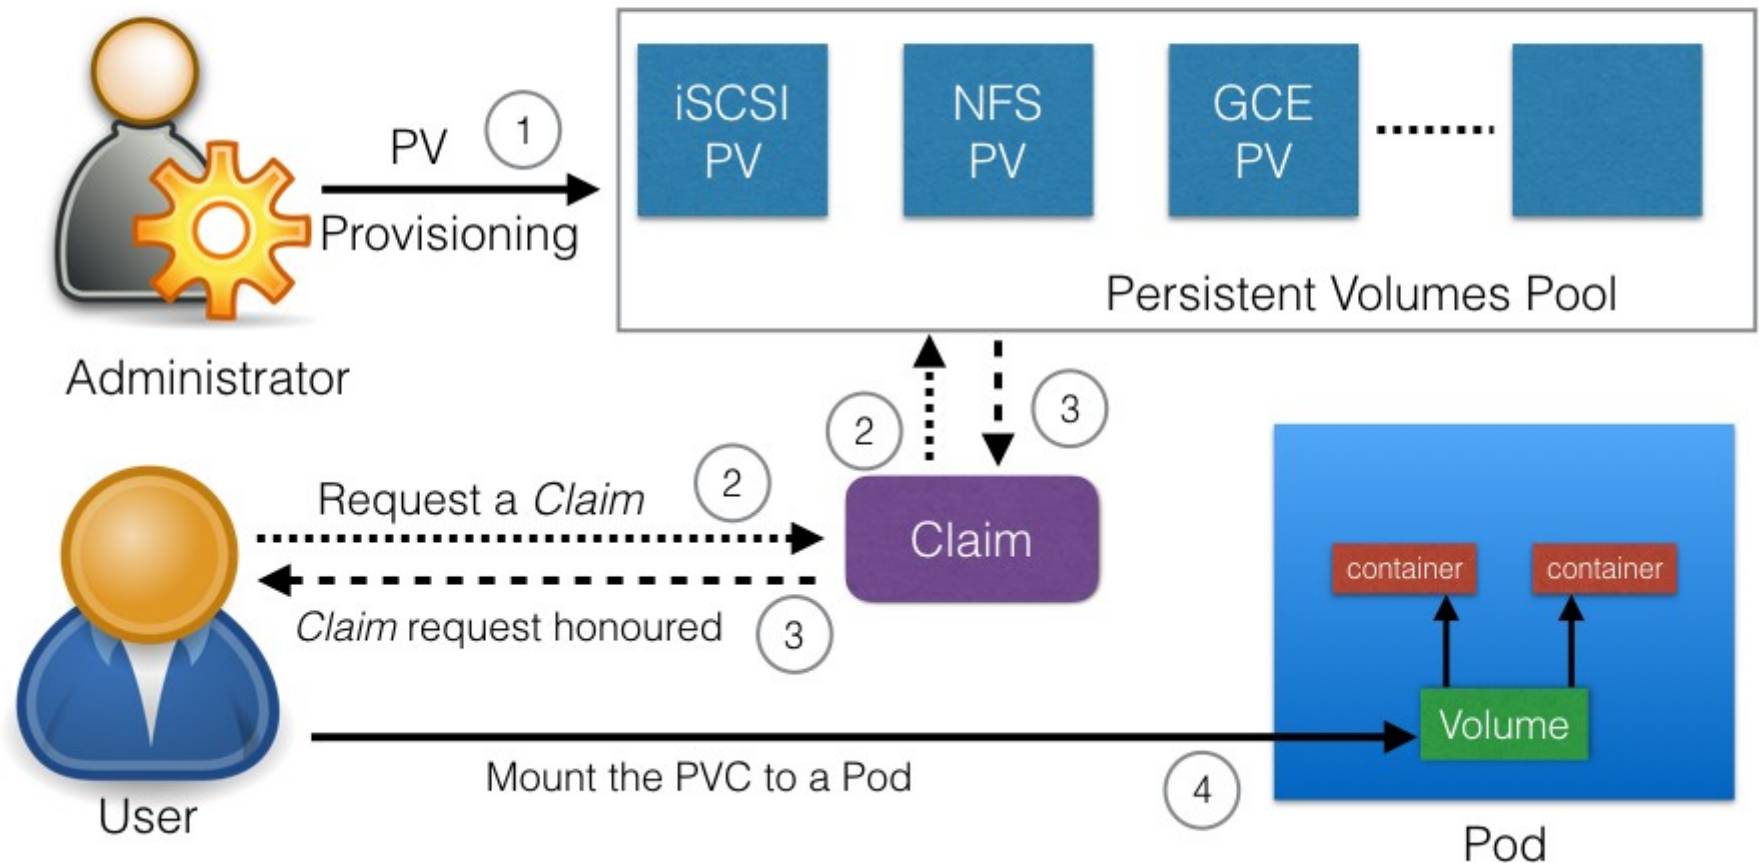 iSCSI
PV
NFS
PV
GCE
PV
PV
1
Provisioning
Persistent Volumes Pool
Administrator
2
3
Request a Claim
2
Claim
container
container
Claim request honoured
3
Volume
Mount the PVC to a Pod
4
User
Pod